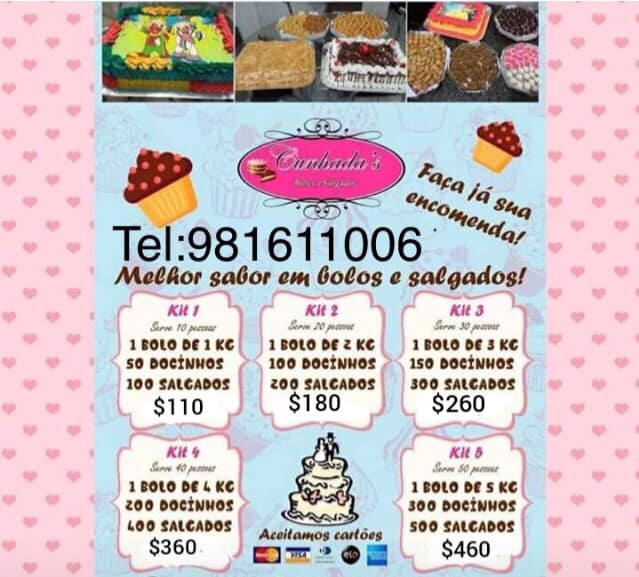 Cunhada's
Bolos e Salgados
Faça já sua
encomenda!
Tel:981611006
Melhor sabor em bolos e salgados!
Kit 1
Serve 10 pessoas
1 BOLO DE 1 KG
50 DOCINHOS
100 SALGADOS
$110
Kit 2
Serve 20 pessoas
1 BOLO DE 2 KG
100 DOCINHOS
200 SALGADOS
$180
Kit 3
Serve 30 pessoas
1 BOLO DE 3 KG
150 DOCINHOS
300 SALGADOS
$260
Kit 4
Serve 40 pessoas
1 BOLO DE 4 KG
200 DOCINHOS
400 SALGADOS
$360
Kit 5
Serve 50 pessoas
1 BOLO DE 5 KG
300 DOCINHOS
500 SALGADOS
$460
Aceitamos cartões
MasterCard VISA elo